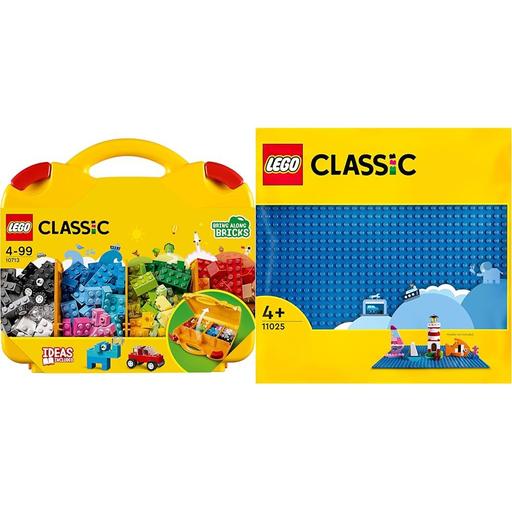 LEGO
CLASSIC
4-99
10713
BRING ALONG
BRICKS
IDEAS
INCLUDED
LEGO
CLASSIC
4+
11025